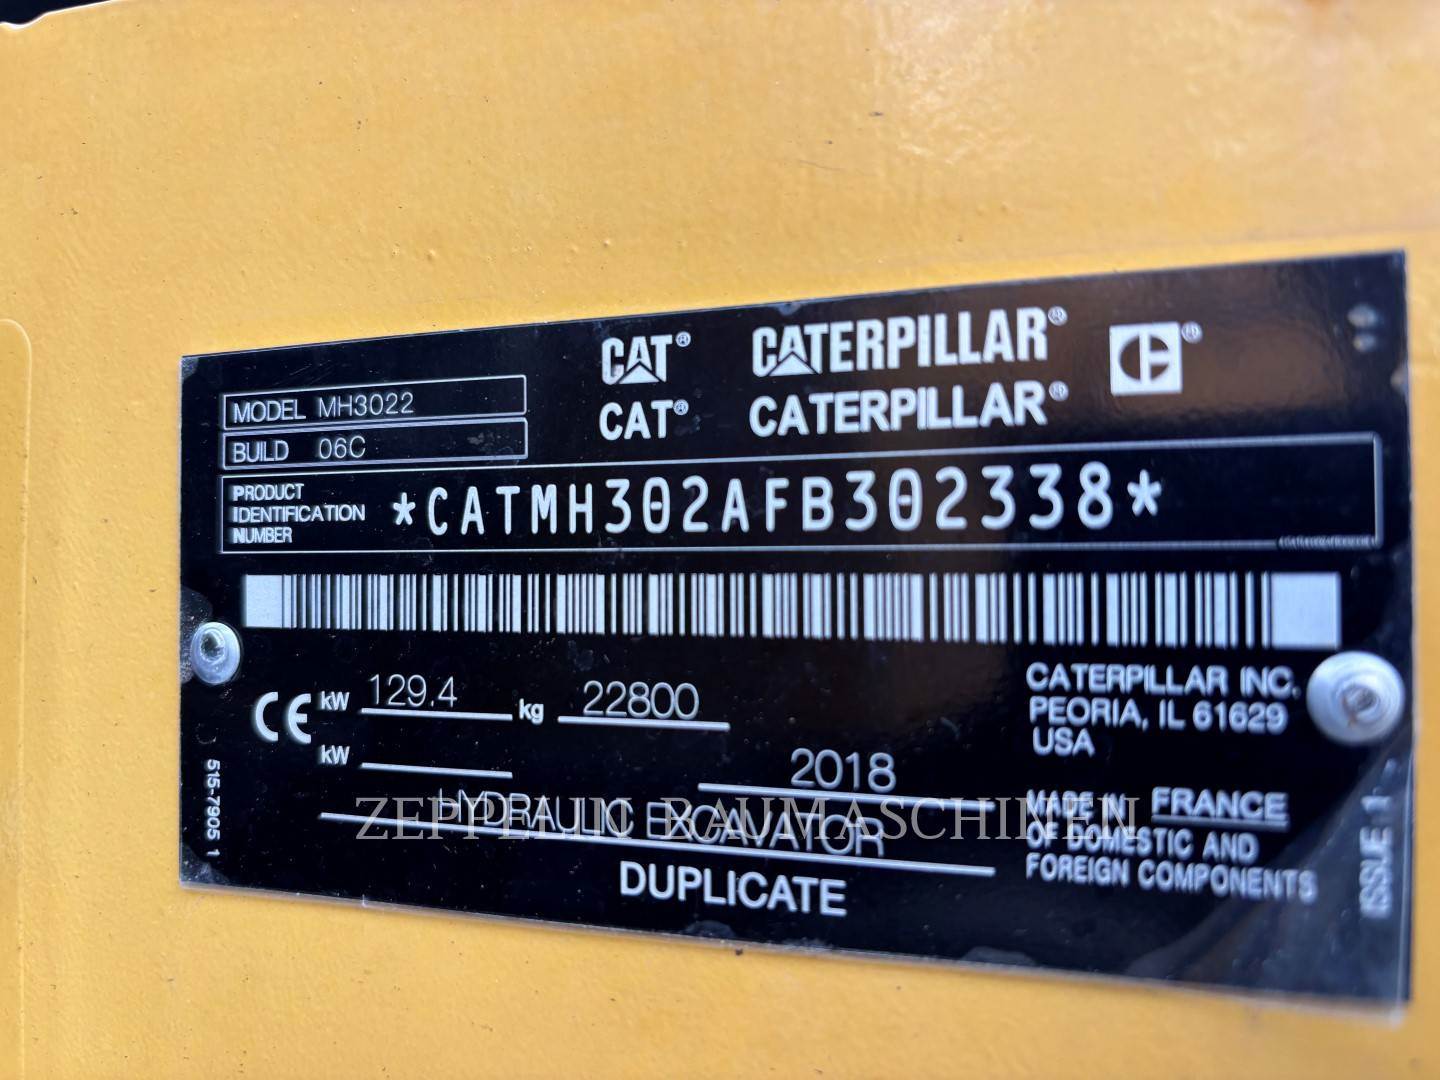 CAT® CATERPILLAR® ®
CAT® CATERPILLAR®
MODEL MH3022
BUILD 06C
PRODUCT IDENTIFICATION NUMBER *CATMH302AFB302338*
CE kW 129.4 kg 22800
kW
2018
HYDRAULIC EXCAVATOR
DUPLICATE
CATERPILLAR INC.
PEORIA, IL 61629
USA
MADE IN FRANCE
OF DOMESTIC AND
FOREIGN COMPONENTS
515-7905 1
ISSUE 1
ZEPPELIN BAUMASCHINEN